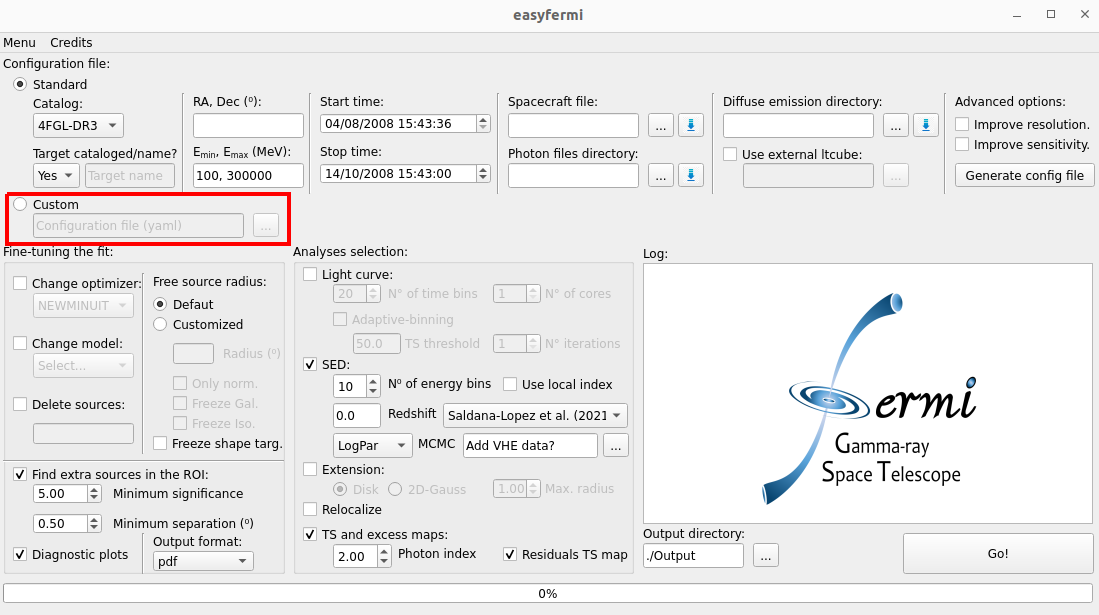 easyfermi
Menu Credits
Configuration file:
Standard
Catalog:
4FGL-DR3
Target cataloged/name?
Yes Target name
RA, Dec (⁰):
Emin, Emax (MeV):
100, 300000
Start time:
04/08/2008 15:43:36
Stop time:
14/10/2008 15:43:00
Spacecraft file:
...
Photon files directory:
...
Diffuse emission directory:
...
Use external ltcube:
...
Advanced options:
Improve resolution.
Improve sensitivity.
Generate config file
Custom
Configuration file (yaml) ...
Fine-tuning the fit:
Change optimizer:
NEWMINUIT
Change model:
Select...
Delete sources:
Free source radius:
Defaut
Customized
Radius (⁰)
Only norm.
Freeze Gal.
Freeze Iso.
Freeze shape targ.
Find extra sources in the ROI:
5.00 Minimum significance
0.50 Minimum separation (⁰)
Diagnostic plots
Output format:
pdf
Analyses selection:
Light curve:
20 N° of time bins 1 N° of cores
Adaptive-binning
50.0 TS threshold 1 N° iterations
SED:
10 Nº of energy bins Use local index
0.0 Redshift Saldana-Lopez et al. (2021
LogPar MCMC Add VHE data? ...
Extension:
Disk 2D-Gauss 1.00 Max. radius
Relocalize
TS and excess maps:
2.00 Photon index Residuals TS map
Log:
Fermi
Gamma-ray
Space Telescope
Output directory:
./Output ...
Go!
0%